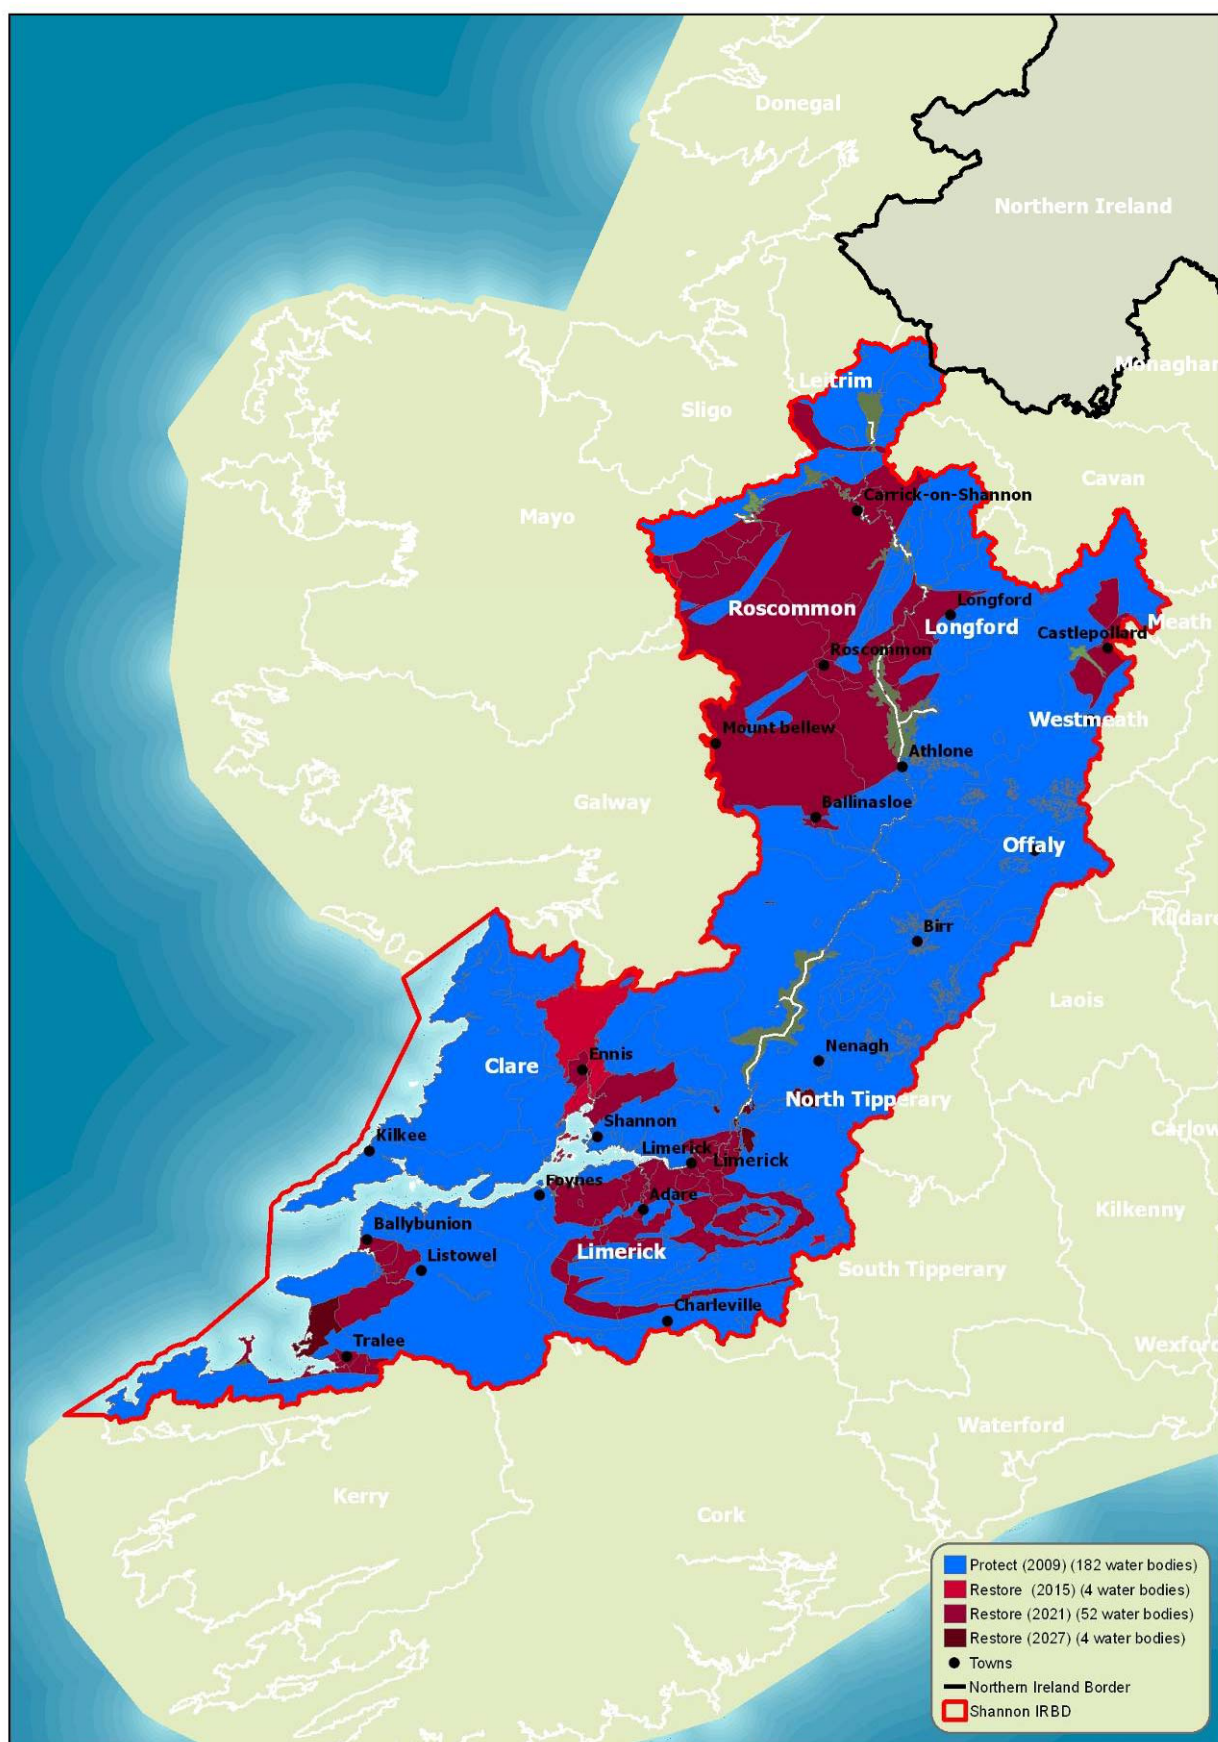 Donegal
Northern Ireland
Monaghan
Leitrim
Sligo
Cavan
Carrick-on-Shannon
Mayo
Roscommon
Longford
Longford
Meath
Castlepollard
Roscommon
Westmeath
Mount bellew
Athlone
Galway
Ballinasloe
Offaly
Kildare
Birr
Laois
Ennis
Clare
Nenagh
North Tipperary
Shannon
Carlow
Kilkee
Limerick
Limerick
Foynes
Adare
Kilkenny
Ballybunion
Limerick
Listowel
South Tipperary
Charleville
Tralee
Wexford
Waterford
Kerry
Cork
Protect (2009) (182 water bodies)
Restore (2015) (4 water bodies)
Restore (2021) (52 water bodies)
Restore (2027) (4 water bodies)
Towns
Northern Ireland Border
Shannon IRBD